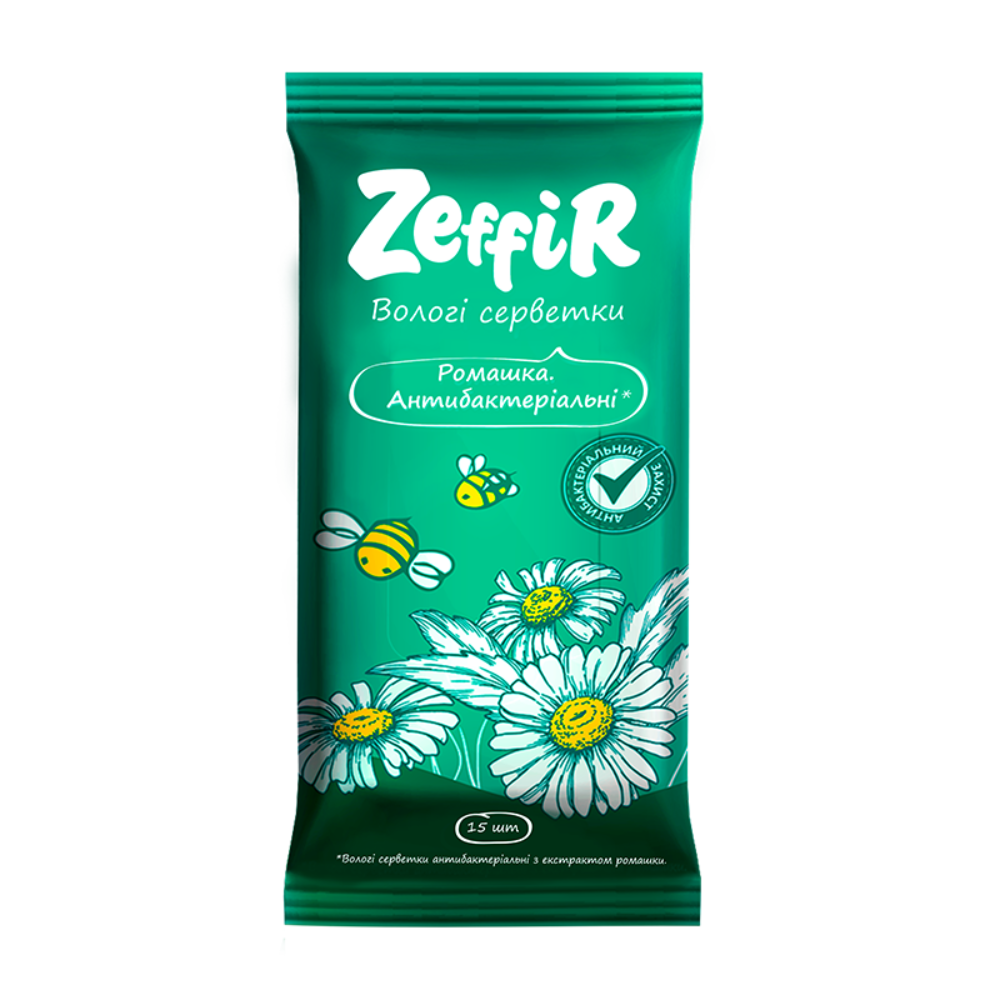 Zeffir
Вологі серветки
Ромашка.
Антибактеріальні*
АНТИБАКТЕРІАЛЬНИЙ ЗАХИСТ
15 шт
*Вологі серветки антибактеріальні з екстрактом ромашки.